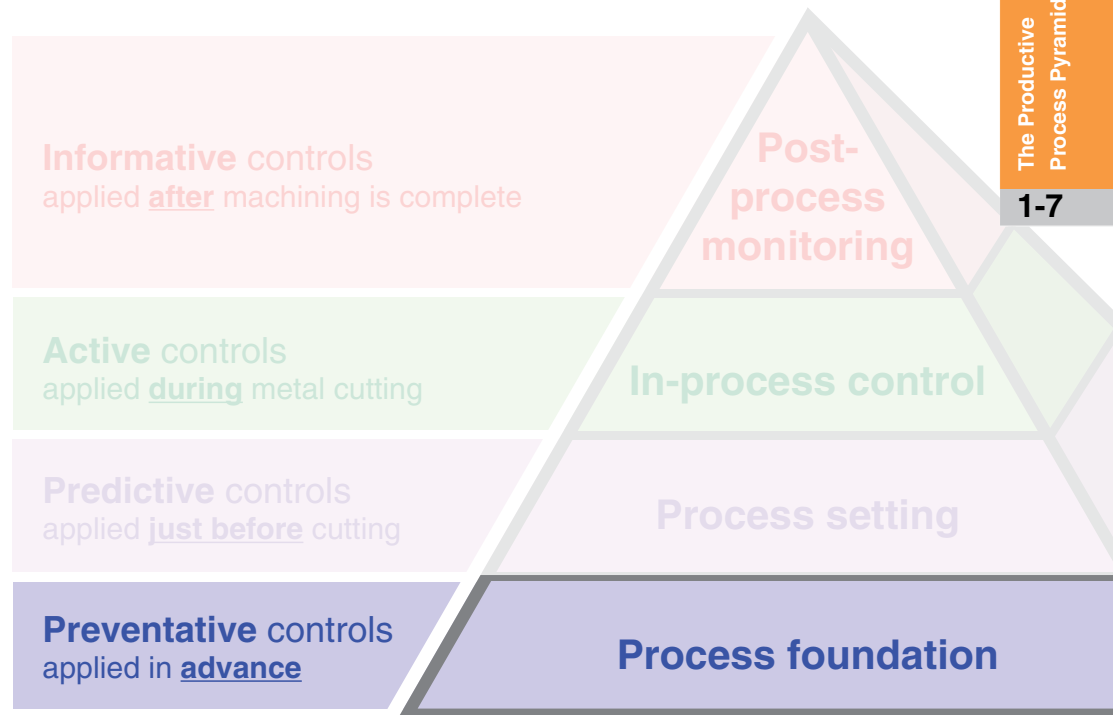 The Productive
Process Pyramid
1-7
Informative controls
applied after machining is complete
Post-
process
monitoring
Active controls
applied during metal cutting
In-process control
Predictive controls
applied just before cutting
Process setting
Preventative controls
applied in advance
Process foundation